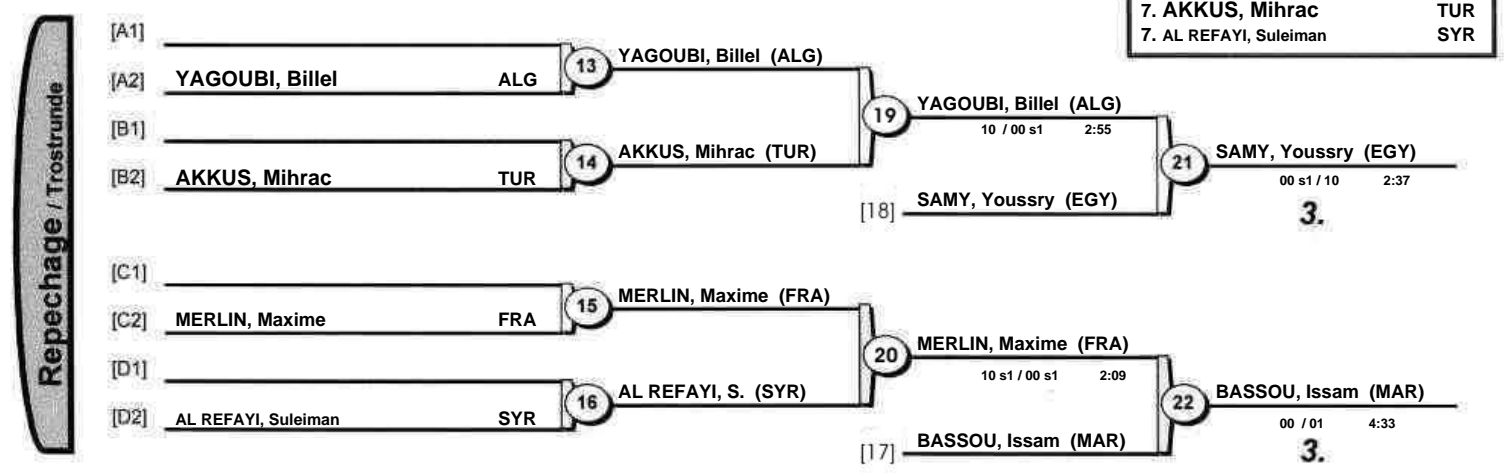 7. AKKUS, Mihrac TUR
7. AL REFAYI, Suleiman SYR
Repechage / Trostrunde
[A1]
[A2] YAGOUBI, Billel ALG
13
YAGOUBI, Billel (ALG)
[B1]
[B2] AKKUS, Mihrac TUR
14
AKKUS, Mihrac (TUR)
19
YAGOUBI, Billel (ALG)
10 / 00 s1 2:55
[18] SAMY, Youssry (EGY)
21
SAMY, Youssry (EGY)
00 s1 / 10 2:37
3.
[C1]
[C2] MERLIN, Maxime FRA
15
MERLIN, Maxime (FRA)
[D1]
[D2] AL REFAYI, Suleiman SYR
16
AL REFAYI, S. (SYR)
20
MERLIN, Maxime (FRA)
10 s1 / 00 s1 2:09
[17] BASSOU, Issam (MAR)
22
BASSOU, Issam (MAR)
00 / 01 4:33
3.